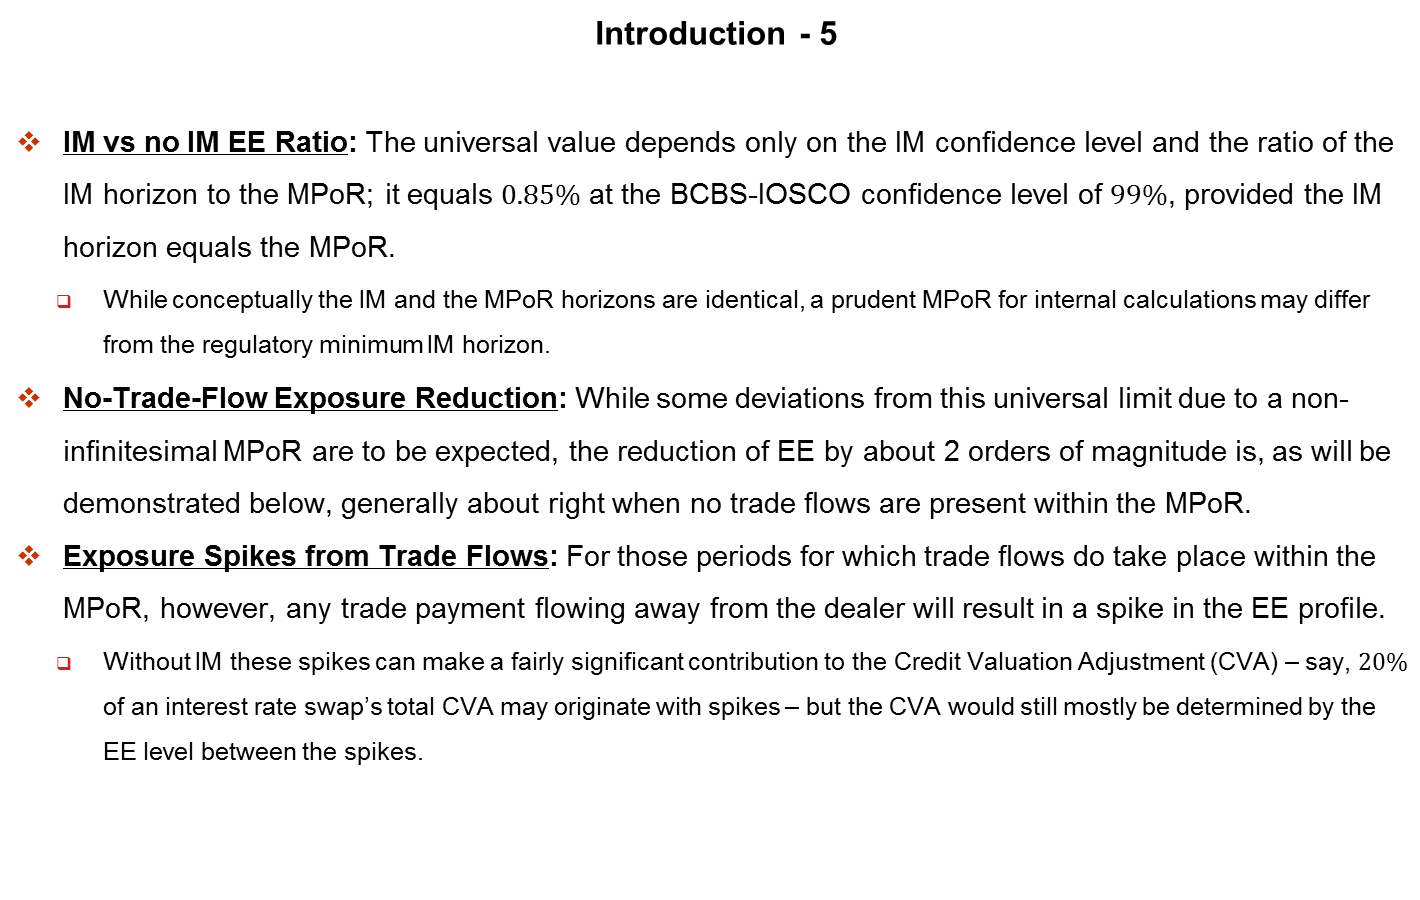 Introduction - 5
IM vs no IM EE Ratio: The universal value depends only on the IM confidence level and the ratio of the
IM horizon to the MPoR; it equals 0.85% at the BCBS-IOSCO confidence level of 99%, provided the IM
horizon equals the MPoR.
While conceptually the IM and the MPoR horizons are identical, a prudent MPoR for internal calculations may differ
from the regulatory minimum IM horizon.
No-Trade-Flow Exposure Reduction: While some deviations from this universal limit due to a non-
infinitesimal MPoR are to be expected, the reduction of EE by about 2 orders of magnitude is, as will be
demonstrated below, generally about right when no trade flows are present within the MPoR.
Exposure Spikes from Trade Flows: For those periods for which trade flows do take place within the
MPoR, however, any trade payment flowing away from the dealer will result in a spike in the EE profile.
Without IM these spikes can make a fairly significant contribution to the Credit Valuation Adjustment (CVA) – say, 20%
of an interest rate swap’s total CVA may originate with spikes – but the CVA would still mostly be determined by the
EE level between the spikes.